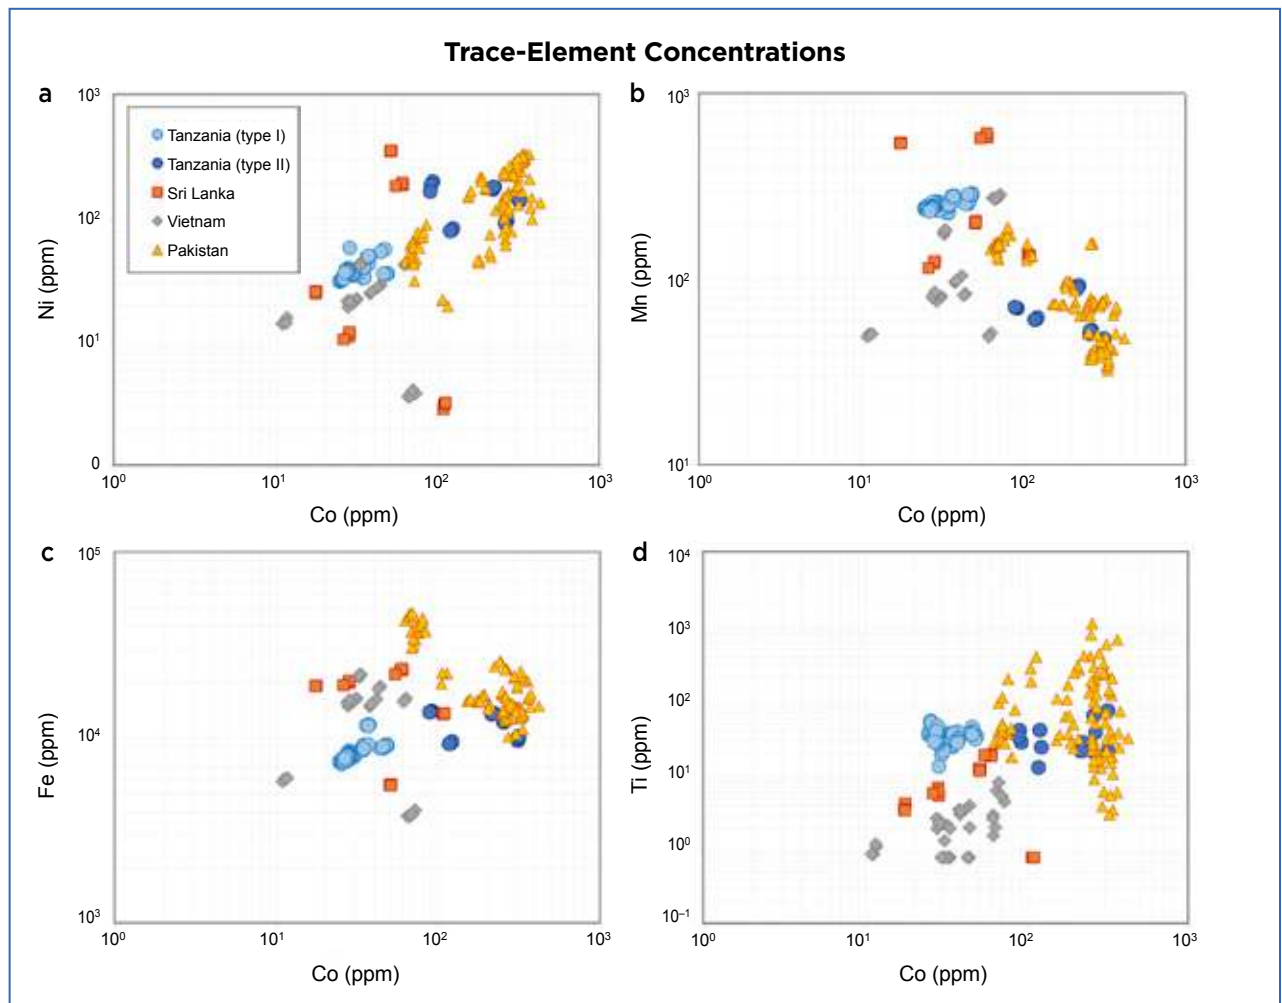 Trace-Element Concentrations
a
10³
10²
10¹
0
Ni (ppm)
Tanzania (type I)
Tanzania (type II)
Sri Lanka
Vietnam
Pakistan
10⁰ 10¹ 10² 10³
Co (ppm)
b
10³
10²
10¹
Mn (ppm)
10⁰ 10¹ 10² 10³
Co (ppm)
c
10⁵
10⁴
10³
Fe (ppm)
10⁰ 10¹ 10² 10³
Co (ppm)
d
10⁴
10³
10²
10¹
10⁰
10⁻¹
Ti (ppm)
10⁰ 10¹ 10² 10³
Co (ppm)